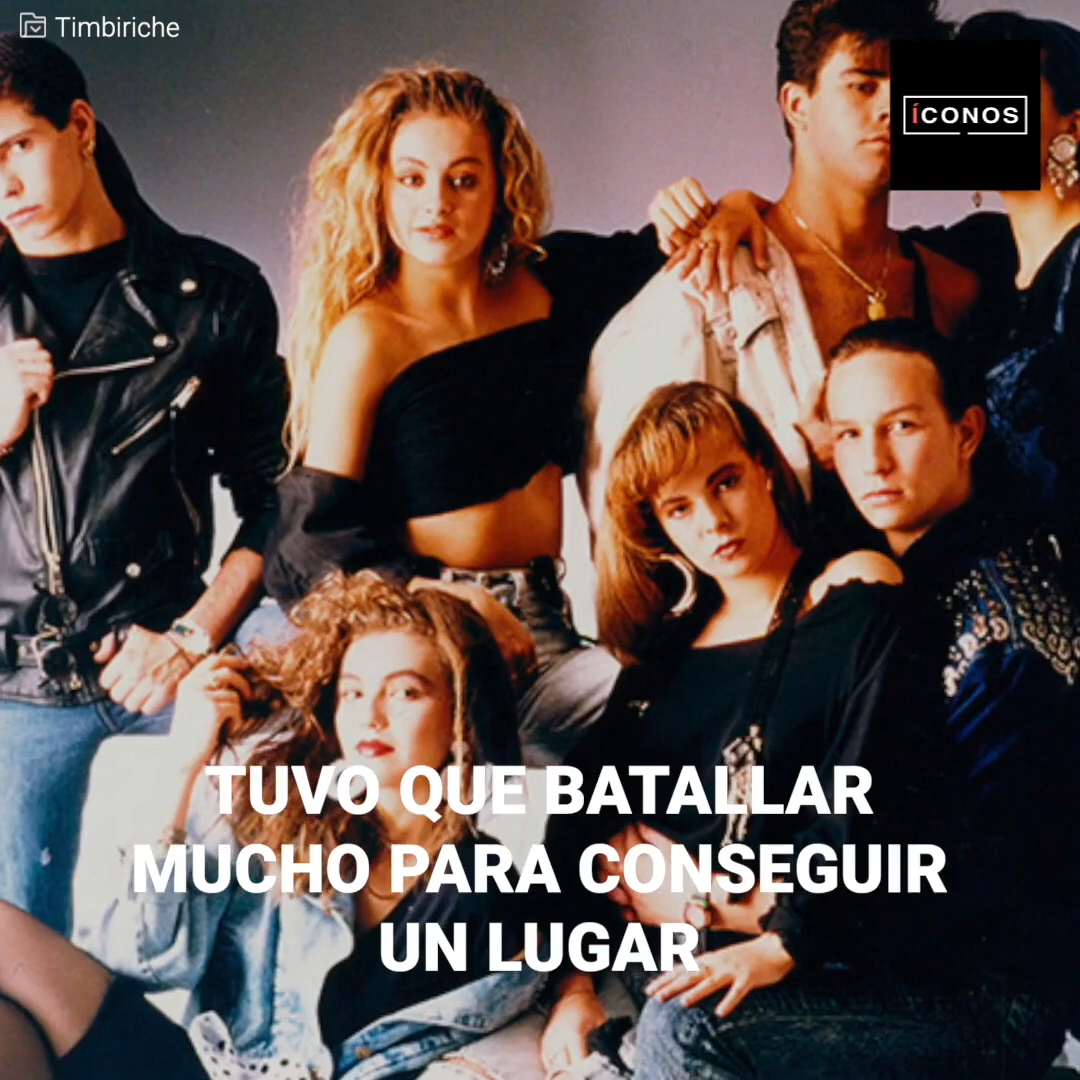 Timbiriche
ÍCONOS
TUVO QUE BATALLAR
MUCHO PARA CONSEGUIR
UN LUGAR